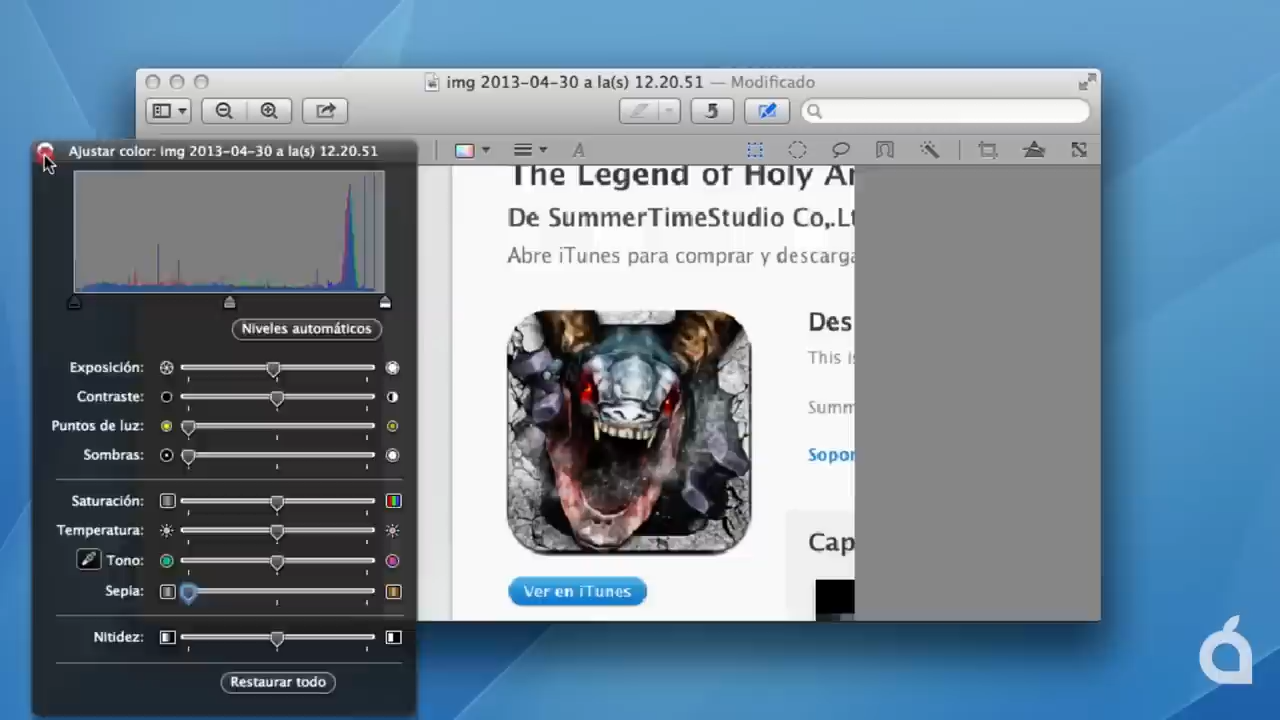 img 2013-04-30 a la(s) 12.20.51 — Modificado
Ajustar color: img 2013-04-30 a la(s) 12.20.51
Niveles automáticos
Exposición:
Contraste:
Puntos de luz:
Sombras:
Saturación:
Temperatura:
Tono:
Sepia:
Nitidez:
Restaurar todo
The Legend of Holy Ar
De SummerTimeStudio Co,.Lt
Abre iTunes para comprar y descarga
Ver en iTunes
Des
This is
Summ
Sopor
Cap